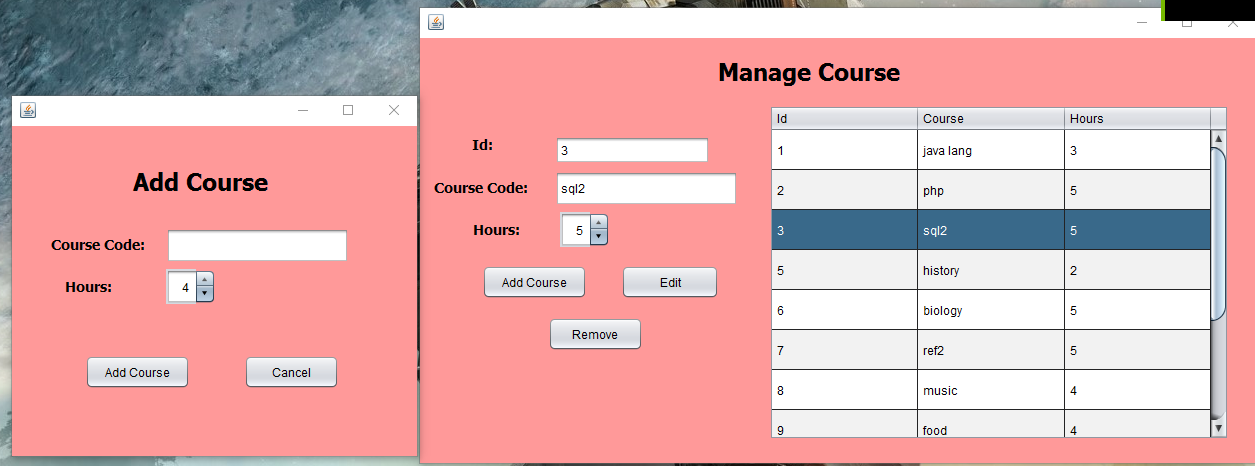 Add Course
Course Code:
Hours: 4
Add Course Cancel
Manage Course
Id: 3
Course Code: sql2
Hours: 5
Add Course Edit
Remove
Id Course Hours
1 java lang 3
2 php 5
3 sql2 5
5 history 2
6 biology 5
7 ref2 5
8 music 4
9 food 4